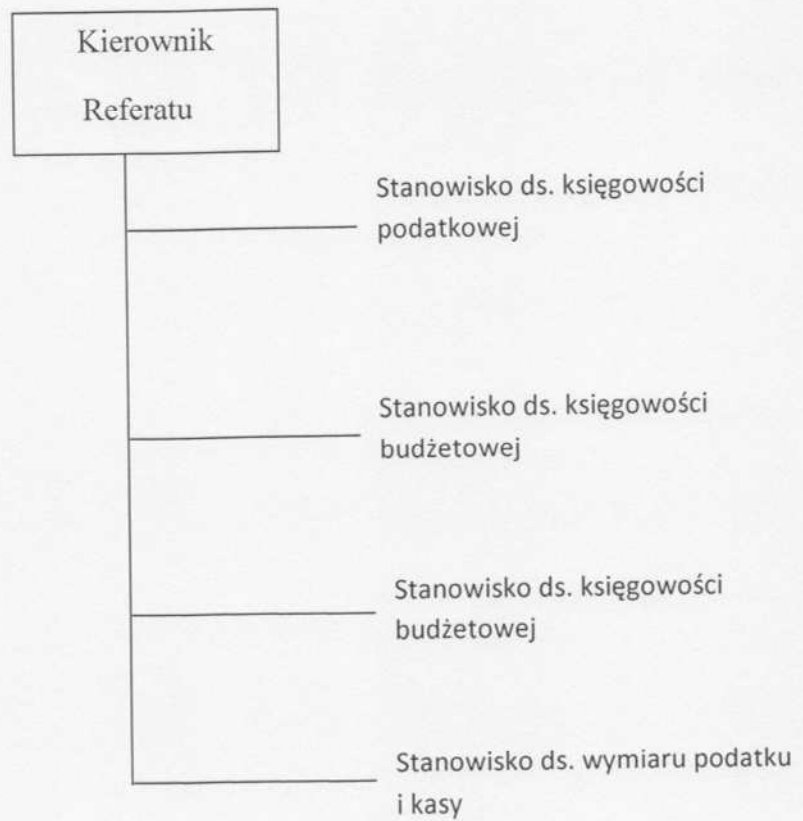 Kierownik
Referatu
Stanowisko ds. księgowości
podatkowej
Stanowisko ds. księgowości
budżetowej
Stanowisko ds. księgowości
budżetowej
Stanowisko ds. wymiaru podatku
i kasy